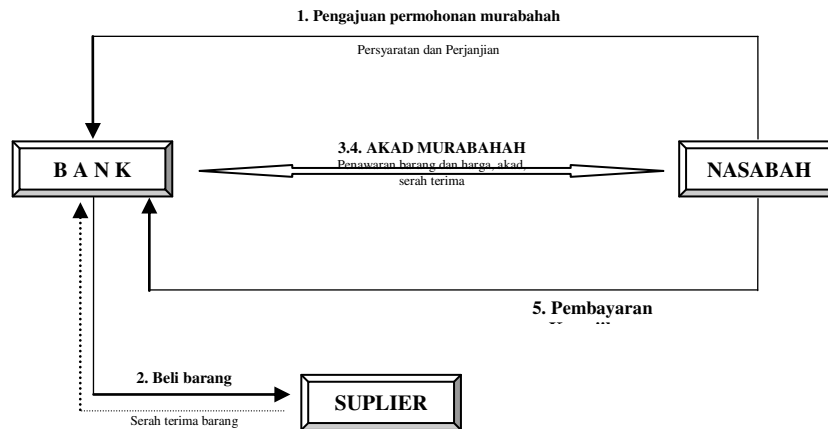 1. Pengajuan permohonan murabahah
Persyaratan dan Perjanjian
3.4. AKAD MURABAHAH
Penawaran barang dan harga, akad,
serah terima
B A N K
NASABAH
5. Pembayaran
2. Beli barang
SUPLIER
Serah terima barang